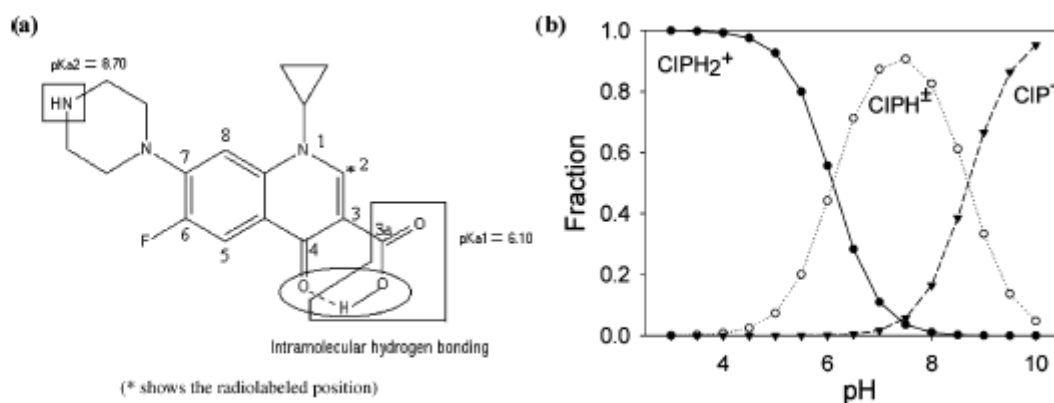 (a)
pKa2 = 8.70
HN
N
7
8
N
1
* 2
3
3a
O
pKa1 = 6.10
F
6
5
4
O
H
O
Intramolecular hydrogen bonding
(* shows the radiolabeled position)
(b)
1.0
0.8
0.6
0.4
0.2
0.0
Fraction
CIPH2+
CIPH±
CIP-
4
6
8
10
pH